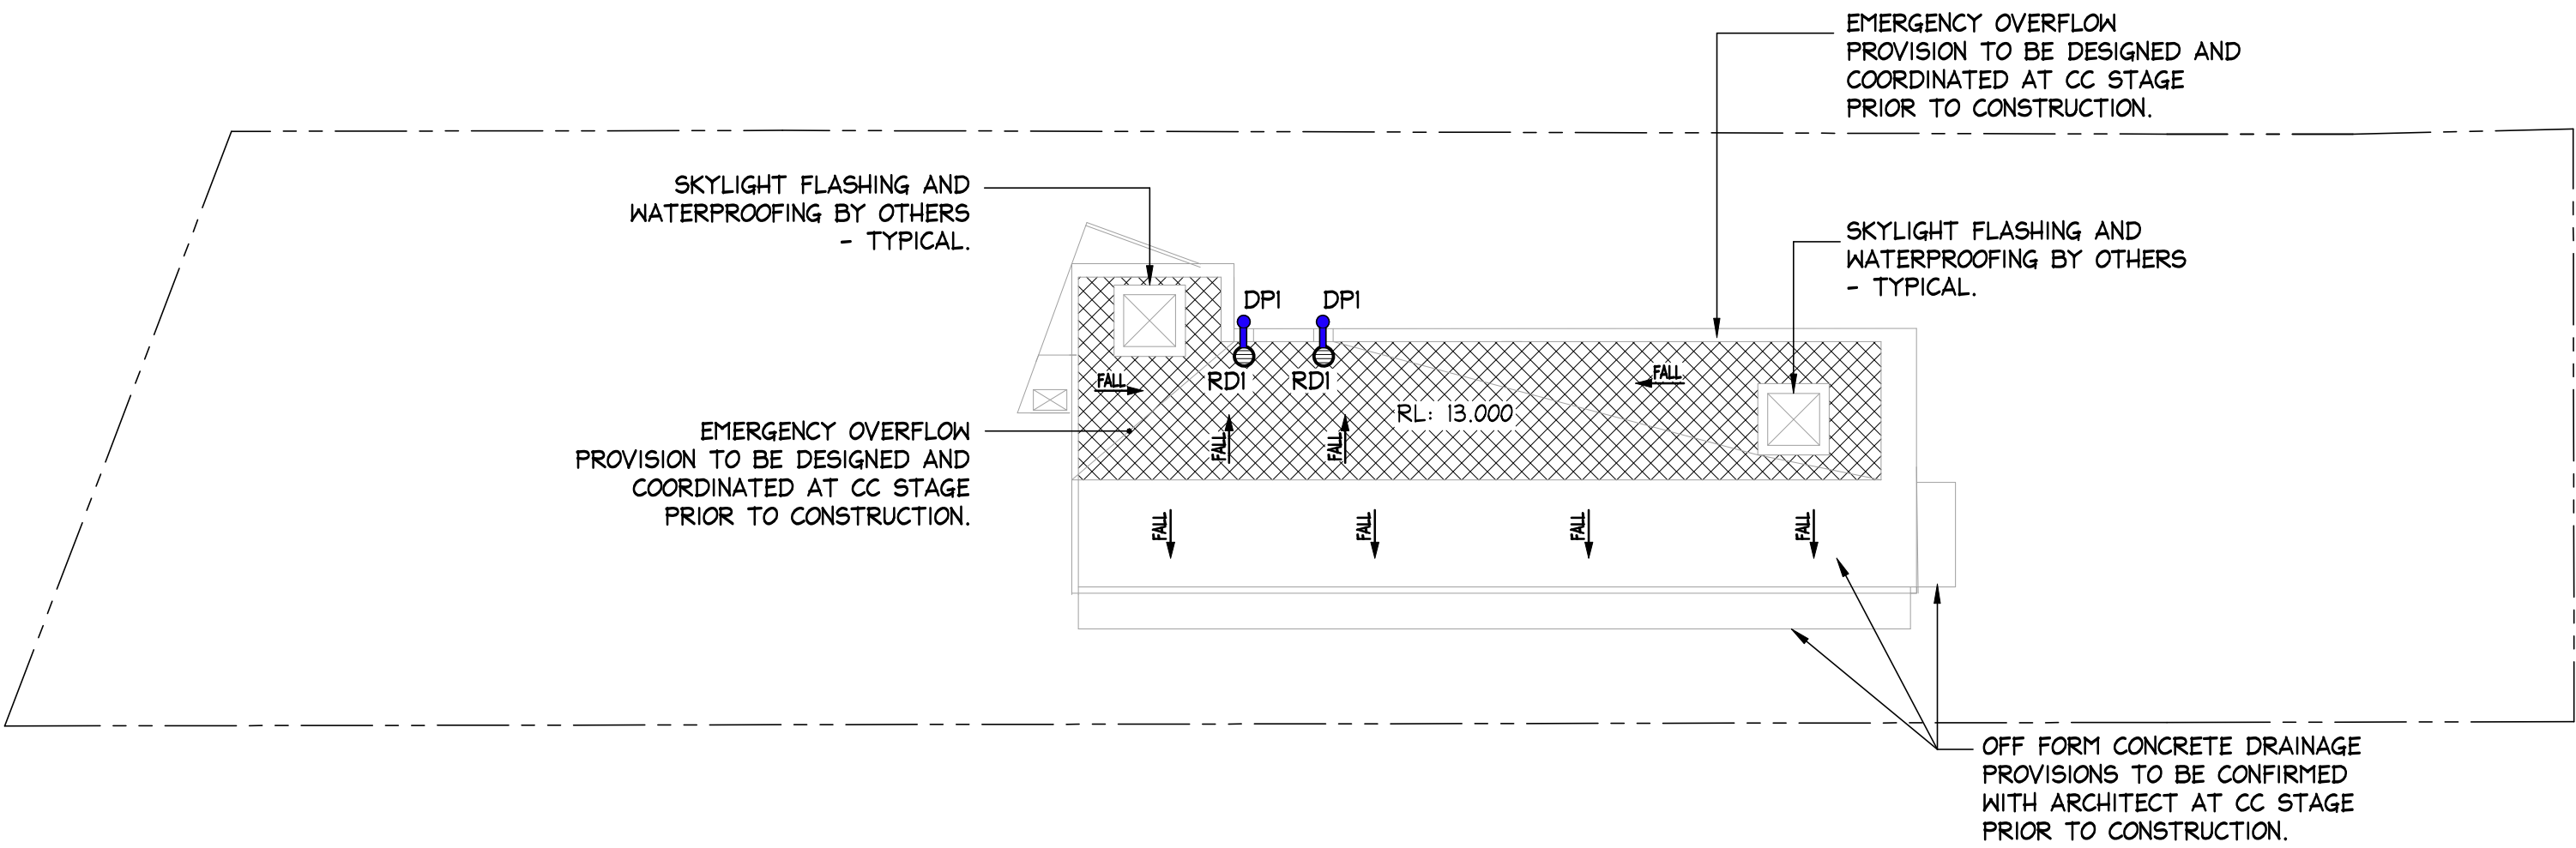 EMERGENCY OVERFLOW
PROVISION TO BE DESIGNED AND
COORDINATED AT CC STAGE
PRIOR TO CONSTRUCTION.
SKYLIGHT FLASHING AND
WATERPROOFING BY OTHERS
- TYPICAL.
SKYLIGHT FLASHING AND
WATERPROOFING BY OTHERS
- TYPICAL.
DP1
DP1
RD1
RD1
FALL
FALL
RL: 13.000
FALL
FALL
EMERGENCY OVERFLOW
PROVISION TO BE DESIGNED AND
COORDINATED AT CC STAGE
PRIOR TO CONSTRUCTION.
FALL
FALL
FALL
FALL
OFF FORM CONCRETE DRAINAGE
PROVISIONS TO BE CONFIRMED
WITH ARCHITECT AT CC STAGE
PRIOR TO CONSTRUCTION.